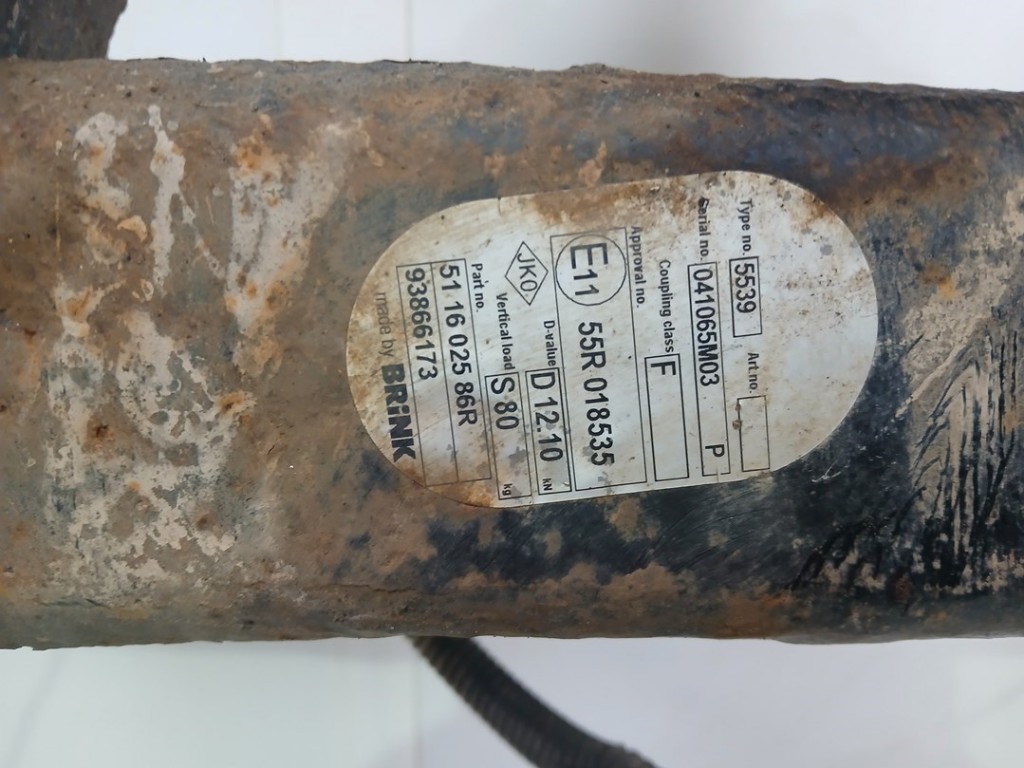 Type no. 5539 Art.no.
Serial no. 041065M03 P
Coupling class F
Approval no.
E11 55R 018535
JKO. D-value D 12.10 kN
Vertical load S 80 kg
Part no.
51 16 025 86R
93866173
made by BRiNK